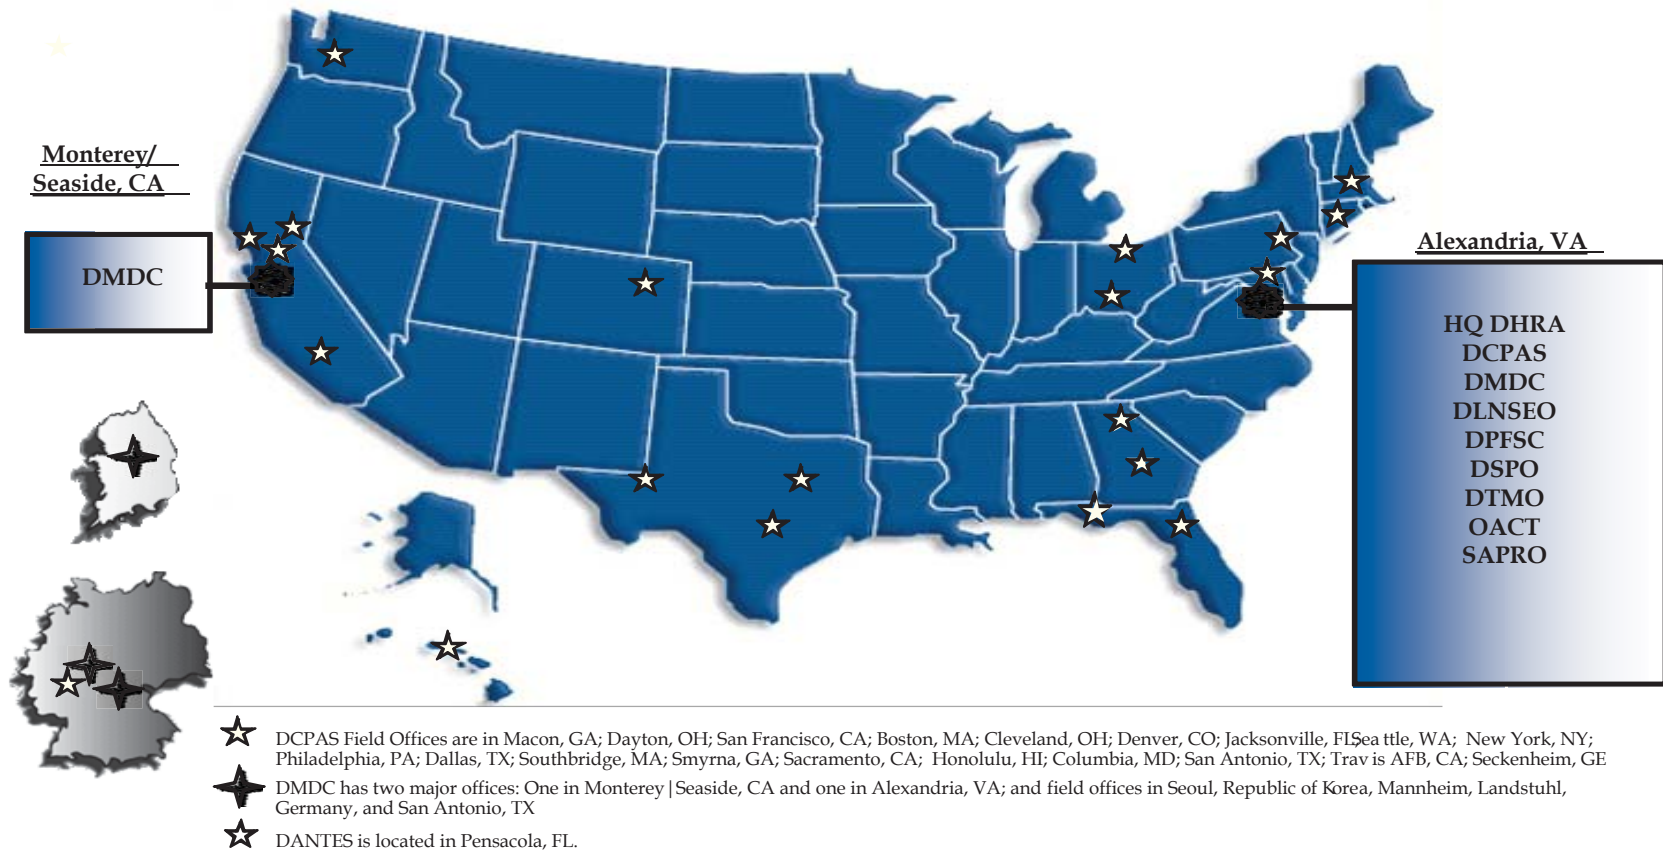 Monterey/
Seaside, CA
DMDC
Alexandria, VA
HQ DHRA
DCPAS
DMDC
DLNSEO
DPFSC
DSPO
DTMO
OACT
SAPRO
DCPAS Field Offices are in Macon, GA; Dayton, OH; San Francisco, CA; Boston, MA; Cleveland, OH; Denver, CO; Jacksonville, FL;Sea ttle, WA; New York, NY;
Philadelphia, PA; Dallas, TX; Southbridge, MA; Smyrna, GA; Sacramento, CA; Honolulu, HI; Columbia, MD; San Antonio, TX; Trav is AFB, CA; Seckenheim, GE
DMDC has two major offices: One in Monterey|Seaside, CA and one in Alexandria, VA; and field offices in Seoul, Republic of Korea, Mannheim, Landstuhl,
Germany, and San Antonio, TX
DANTES is located in Pensacola, FL.